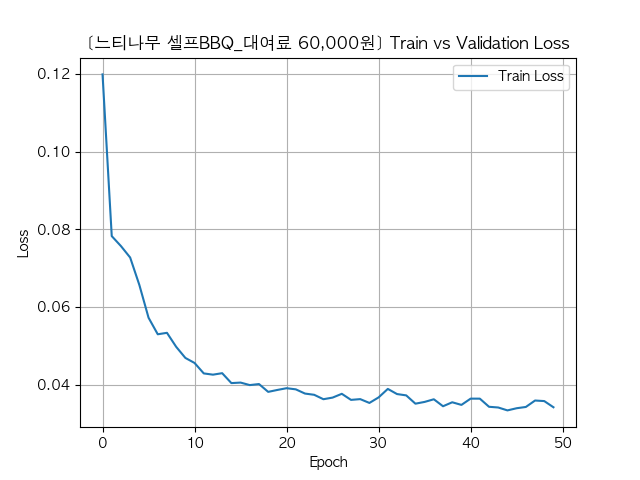 [느티나무 셀프BBQ_대여료 60,000원] Train vs Validation Loss
Train Loss
0.12
0.10
0.08
0.06
0.04
Loss
0 10 20 30 40 50
Epoch